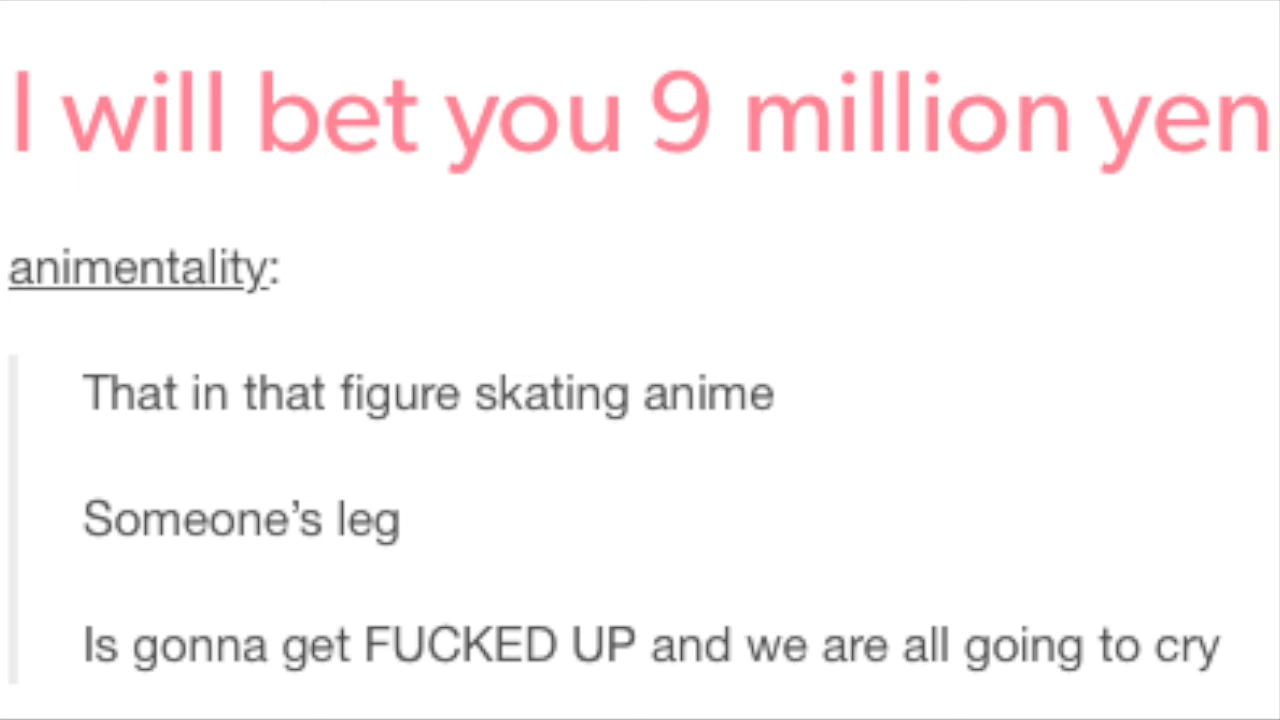 I will bet you 9 million yen
animentality:
That in that figure skating anime
Someone’s leg
Is gonna get FUCKED UP and we are all going to cry